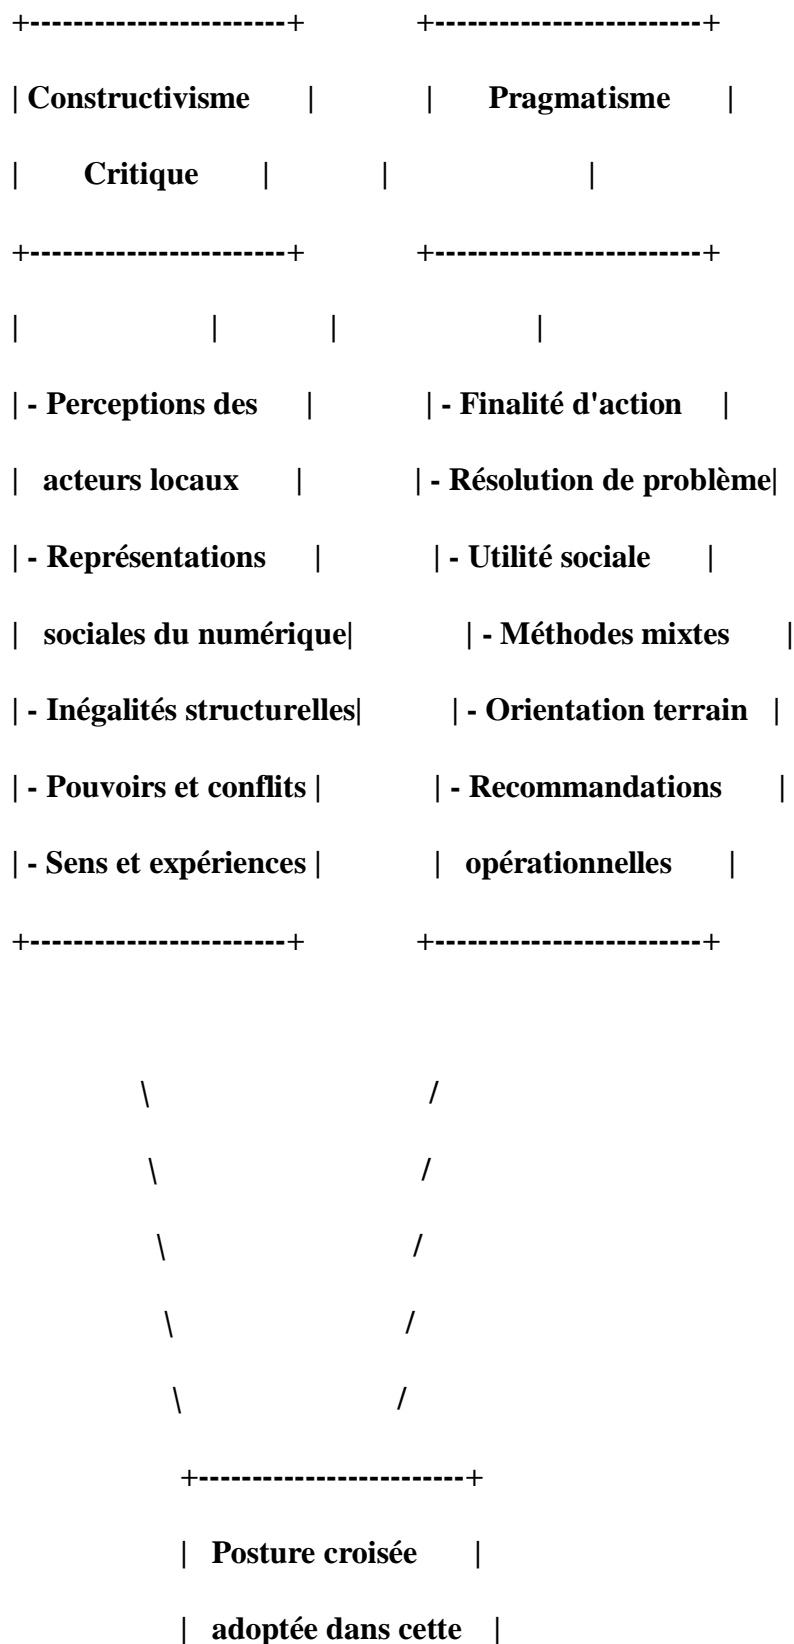 +-----------------------+ +------------------------+
| Constructivisme | | Pragmatisme |
| Critique | | |
+-----------------------+ +------------------------+
| | | |
| - Perceptions des | | - Finalité d'action |
| acteurs locaux | | - Résolution de problème|
| - Représentations | | - Utilité sociale |
| sociales du numérique| | - Méthodes mixtes |
| - Inégalités structurelles| | - Orientation terrain |
| - Pouvoirs et conflits | | - Recommandations |
| - Sens et expériences | | opérationnelles |
+-----------------------+ +------------------------+
\ /
\ /
\ /
\ /
\ /
+------------------------+
| Posture croisée |
| adoptée dans cette |